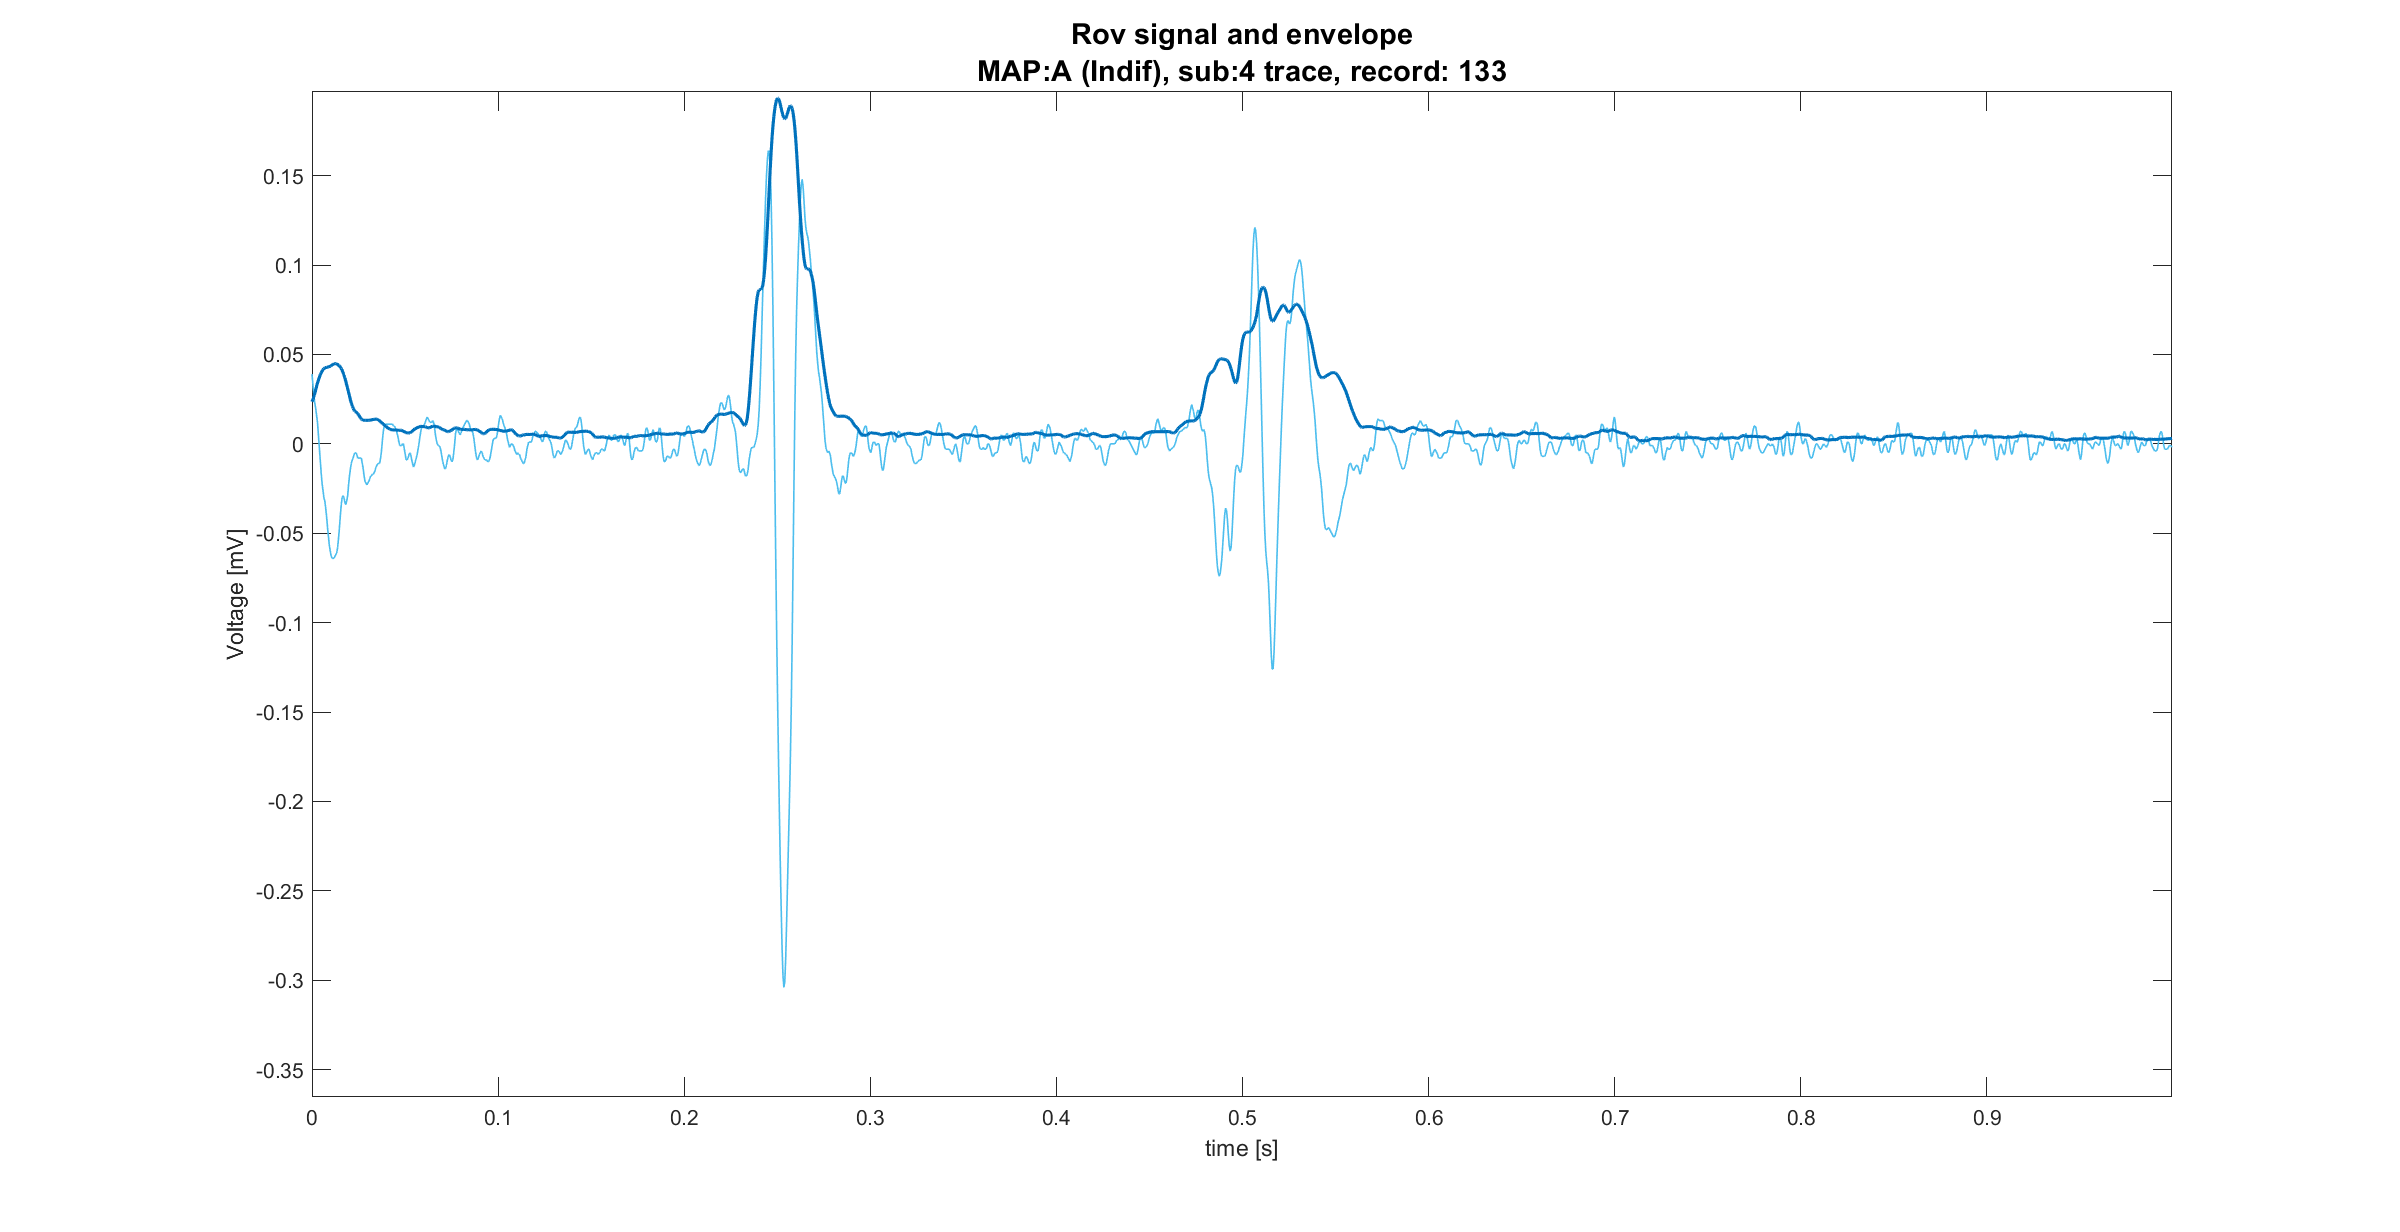 Rov signal and envelope
MAP:A (Indif), sub:4 trace, record: 133
0.15
0.1
0.05
0
-0.05
-0.1
-0.15
-0.2
-0.25
-0.3
-0.35
Voltage [mV]
0 0.1 0.2 0.3 0.4 0.5 0.6 0.7 0.8 0.9
time [s]